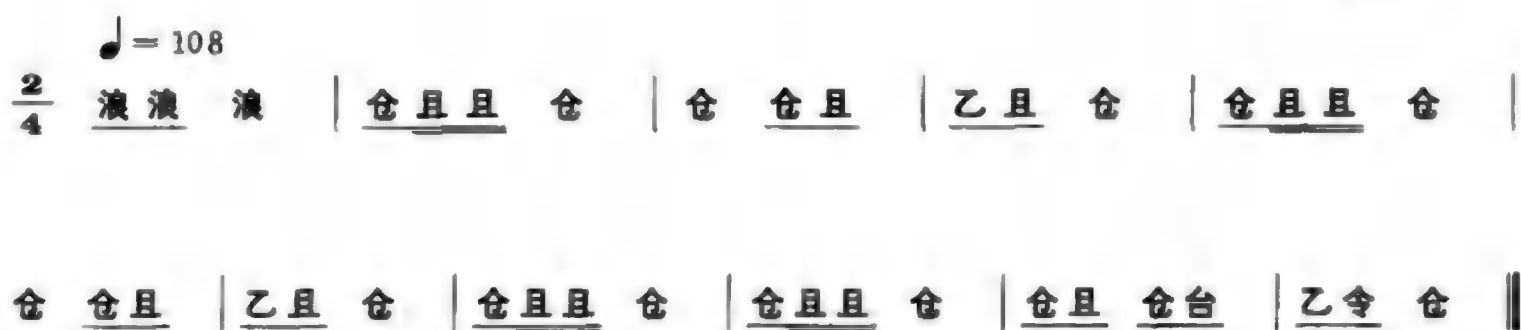 ♩= 108
2/4 浪浪 浪 | 仓且且 仓 | 仓 仓且 | 乙且 仓 | 仓且且 仓 |
仓 仓且 | 乙且 仓 | 仓且且 仓 | 仓且且 仓 | 仓且 仓台 | 乙令 仓 ‖